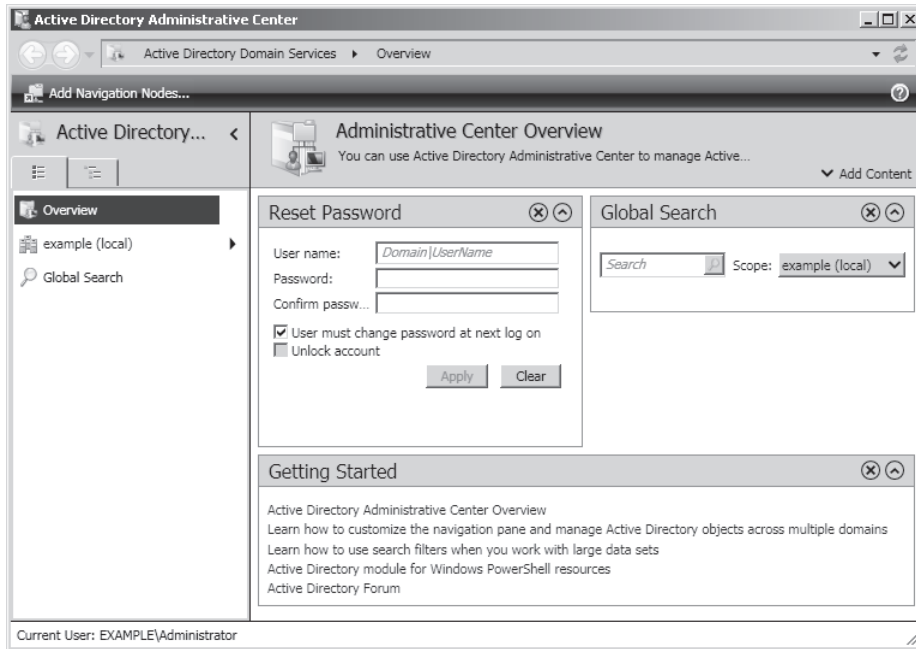 Active Directory Administrative Center
Active Directory Domain Services Overview
Add Navigation Nodes...
Active Directory...
Overview
example (local)
Global Search
Administrative Center Overview
You can use Active Directory Administrative Center to manage Active...
Add Content
Reset Password
User name: Domain|UserName
Password:
Confirm passw...
User must change password at next log on
Unlock account
Apply Clear
Global Search
Search Scope: example (local)
Getting Started
Active Directory Administrative Center Overview
Learn how to customize the navigation pane and manage Active Directory objects across multiple domains
Learn how to use search filters when you work with large data sets
Active Directory module for Windows PowerShell resources
Active Directory Forum
Current User: EXAMPLE\Administrator